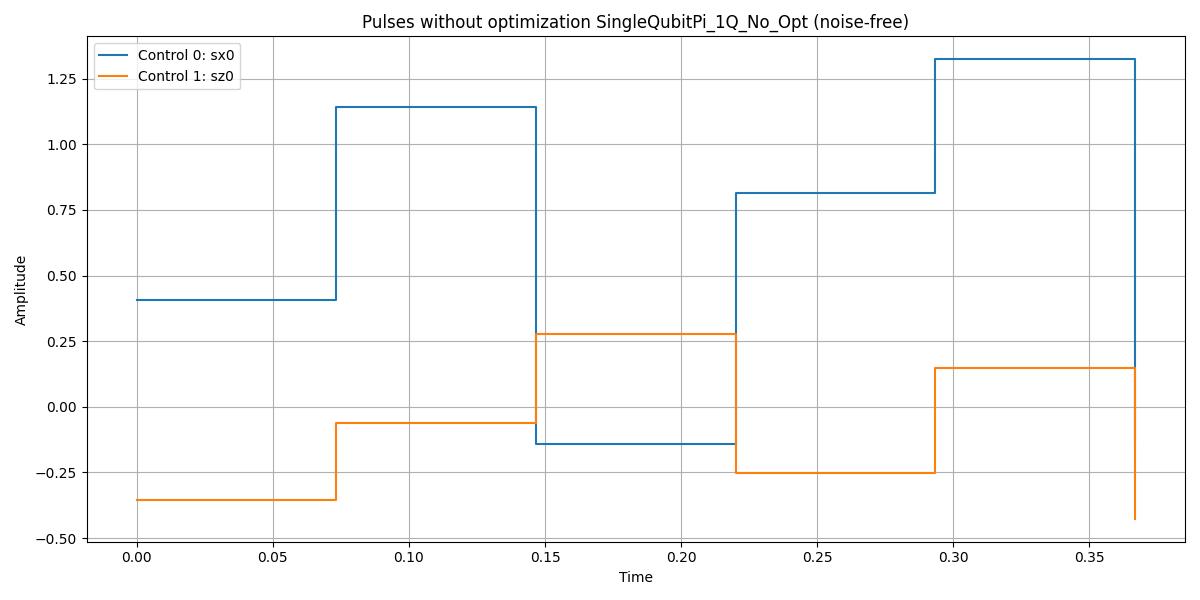 Pulses without optimization SingleQubitPi_1Q_No_Opt (noise-free)
Control 0: sx0
Control 1: sz0
1.25
1.00
0.75
0.50
0.25
0.00
−0.25
−0.50
Amplitude
0.00 0.05 0.10 0.15 0.20 0.25 0.30 0.35
Time